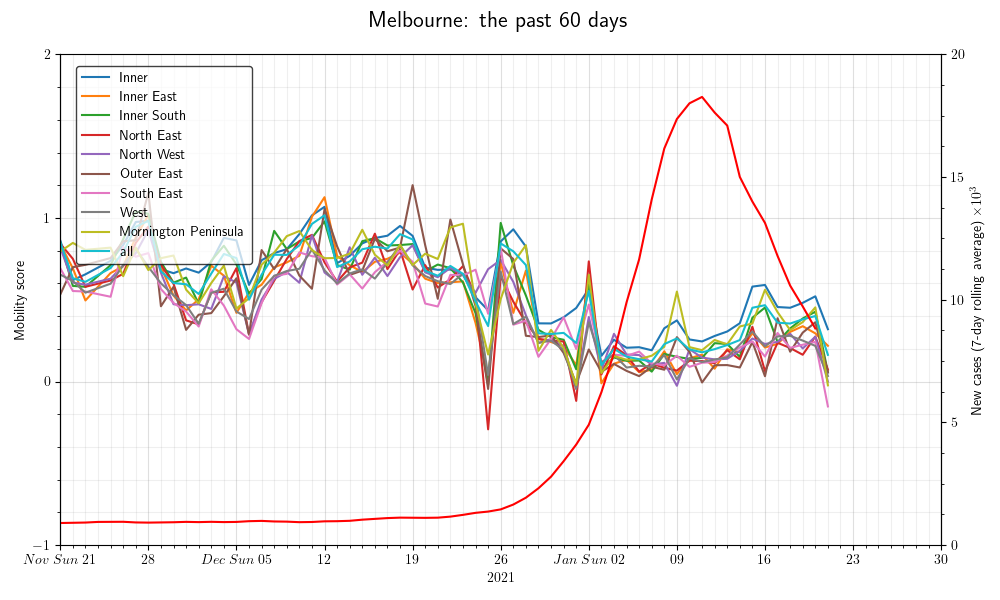 Melbourne: the past 60 days
Mobility score
2
1
0
−1
Inner
Inner East
Inner South
North East
North West
Outer East
South East
West
Mornington Peninsula
all
20
15
10
5
0
New cases (7-day rolling average) ×10³
Nov Sun 21
28
Dec Sun 05
12
19
26
Jan Sun 02
09
16
23
30
2021